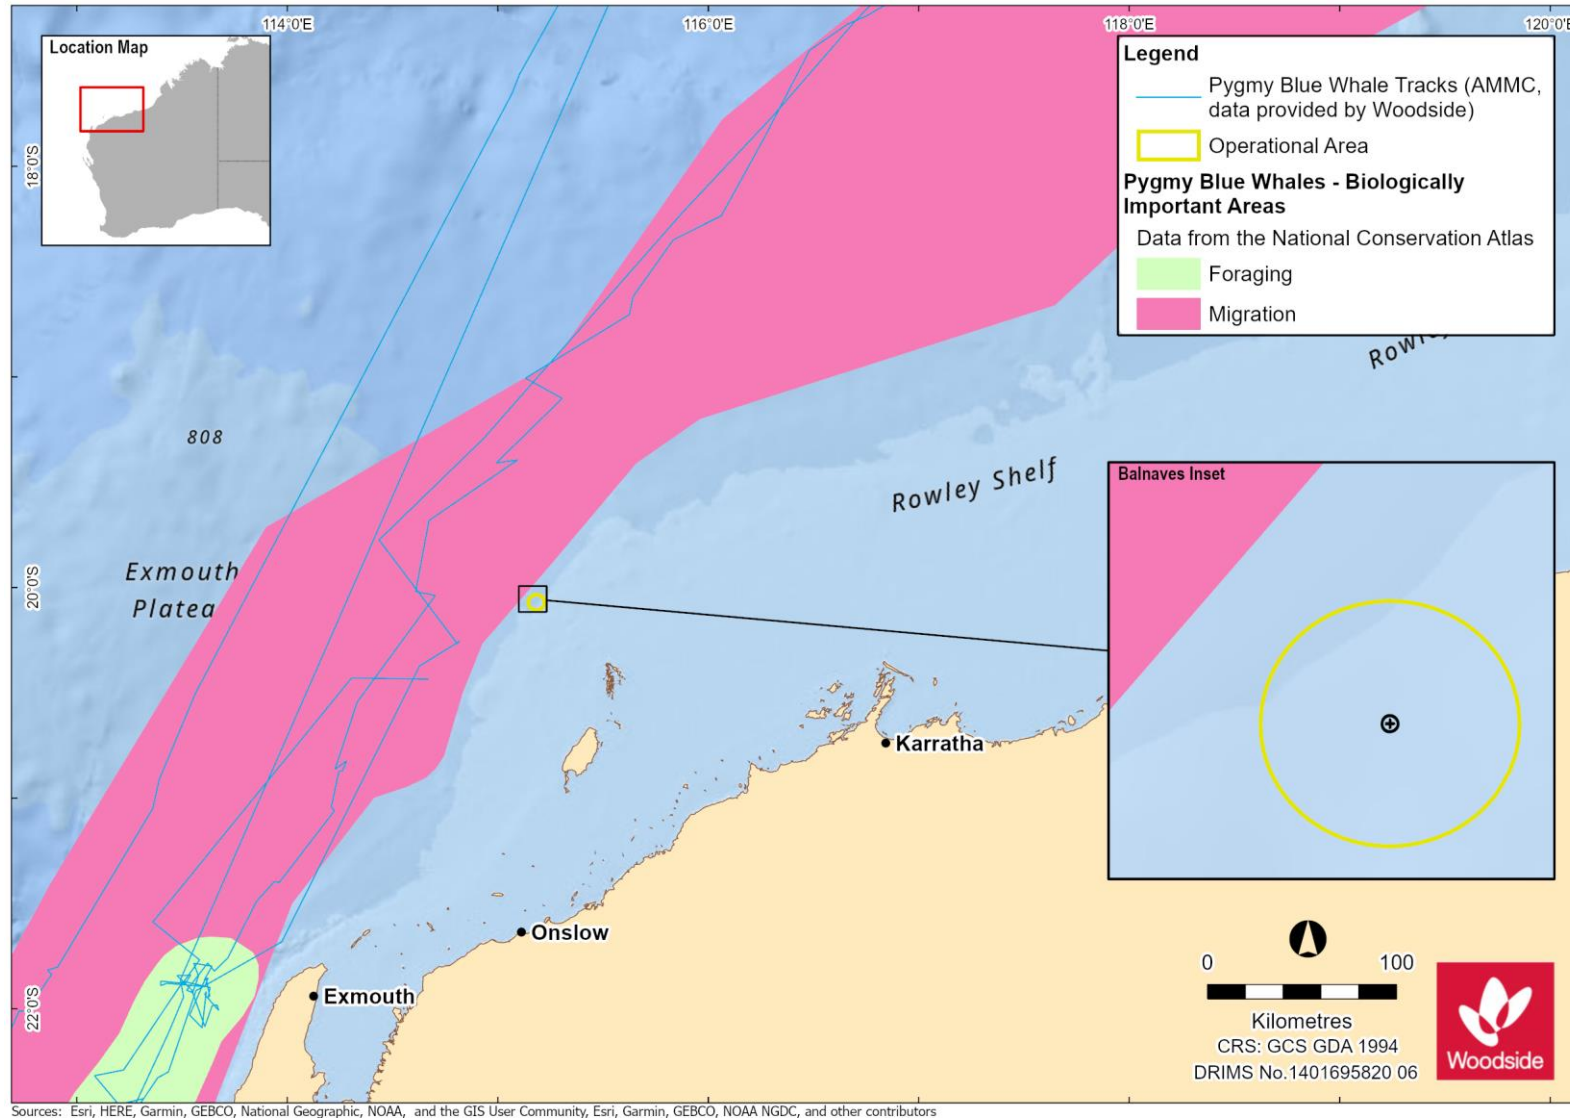 114°0'E
116°0'E
118°0'E
120°0'E
Location Map
Legend
Pygmy Blue Whale Tracks (AMMC,
data provided by Woodside)
Operational Area
Pygmy Blue Whales - Biologically
Important Areas
Data from the National Conservation Atlas
Foraging
Migration
18°0'S
808
Rowley Shelf
Balnaves Inset
Exmouth
Platea
20°0'S
Karratha
Onslow
Exmouth
22°0'S
0 100
Kilometres
CRS: GCS GDA 1994
DRIMS No.1401695820 06
Woodside
Sources: Esri, HERE, Garmin, GEBCO, National Geographic, NOAA, and the GIS User Community, Esri, Garmin, GEBCO, NOAA NGDC, and other contributors